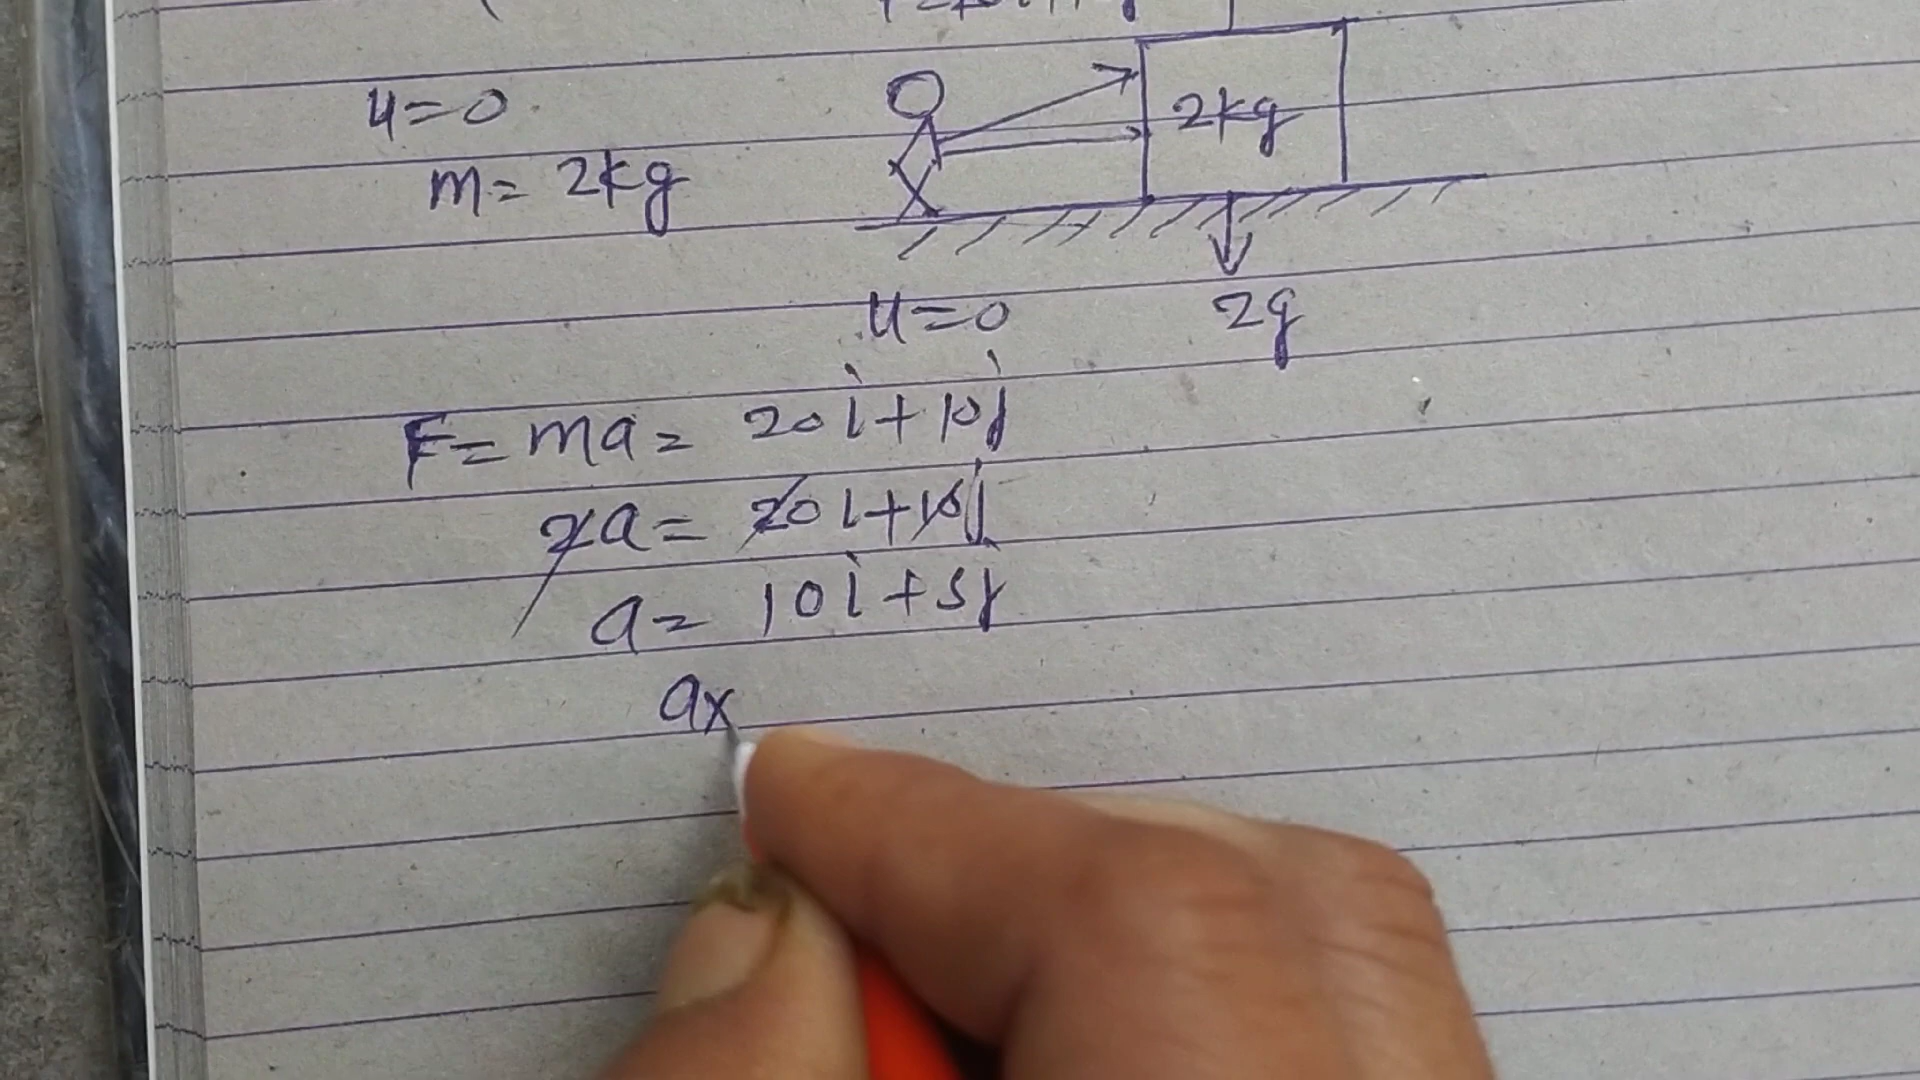 u=0
m= 2kg
2kg
u=0
2g
F= ma= 20i+10j
2a= 20i+10j
a= 10i+5j
ax